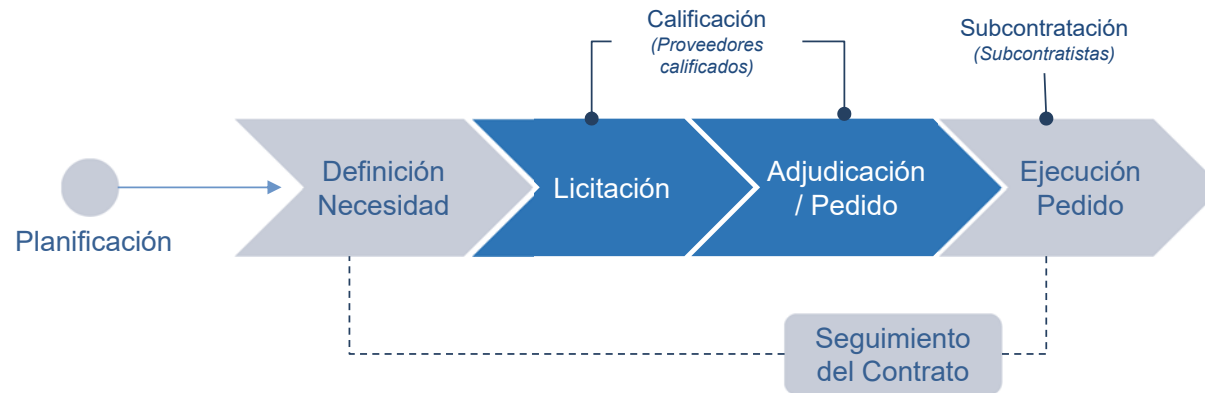 Calificación
(Proveedores
calificados)
Subcontratación
(Subcontratistas)
Planificación
Definición
Necesidad
Licitación
Adjudicación
/ Pedido
Ejecución
Pedido
Seguimiento
del Contrato